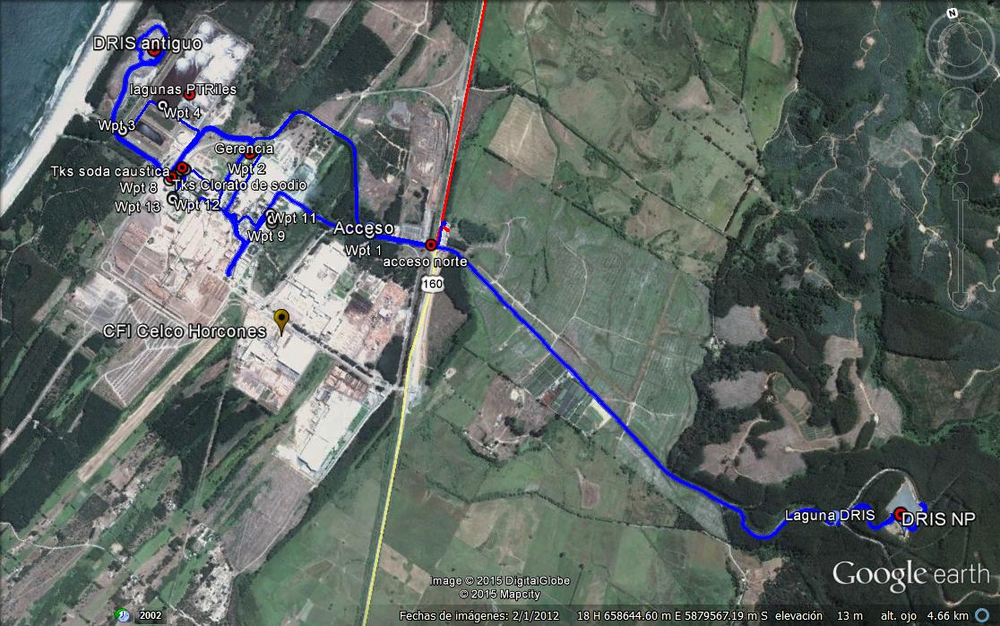 N
DRIS antiguo
lagunas PTRiles
Wpt 4
Wpt 3
Gerencia
Wpt 2
Tks soda caustica
Tks Clorato de sodio
Wpt 8
Wpt 13
Wpt 12
Wpt 11
Wpt 9
Acceso
Wpt 1
acceso norte
160
CFI Celco Horcones
Laguna DRIS
DRIS NP
Google earth
Image © 2015 DigitalGlobe
© 2015 Mapcity
2002
Fechas de imágenes: 2/1/2012 18 H 658644.60 m E 5879567.19 m S elevación 13 m alt. ojo 4.66 km